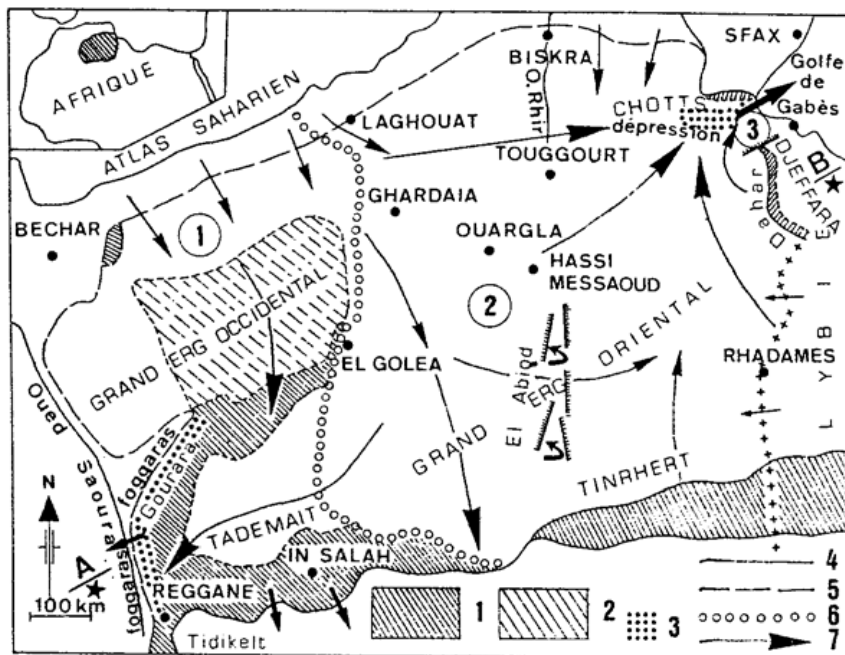 AFRIQUE
ATLAS SAHARIEN
BISKRA
O. Rhir
SFAX
Golfe
de
Gabès
LAGHOUAT
CHOTTS
dépression
3
TOUGGOURT
Dahar
DJEFFARA
B
BECHAR
1
GHARDAIA
OUARGLA
HASSI
MESSAOUD
2
GRAND ERG OCCIDENTAL
EL GOLEA
El Abiod
GRAND ERG ORIENTAL
RHADAMES
LYBIE
Oued Saoura
foggaras
Gourara
foggaras
N
TADEMAIT
TINRHERT
A
IN SALAH
REGGANE
100 km
Tidikelt
1
2
3
4
5
6
7